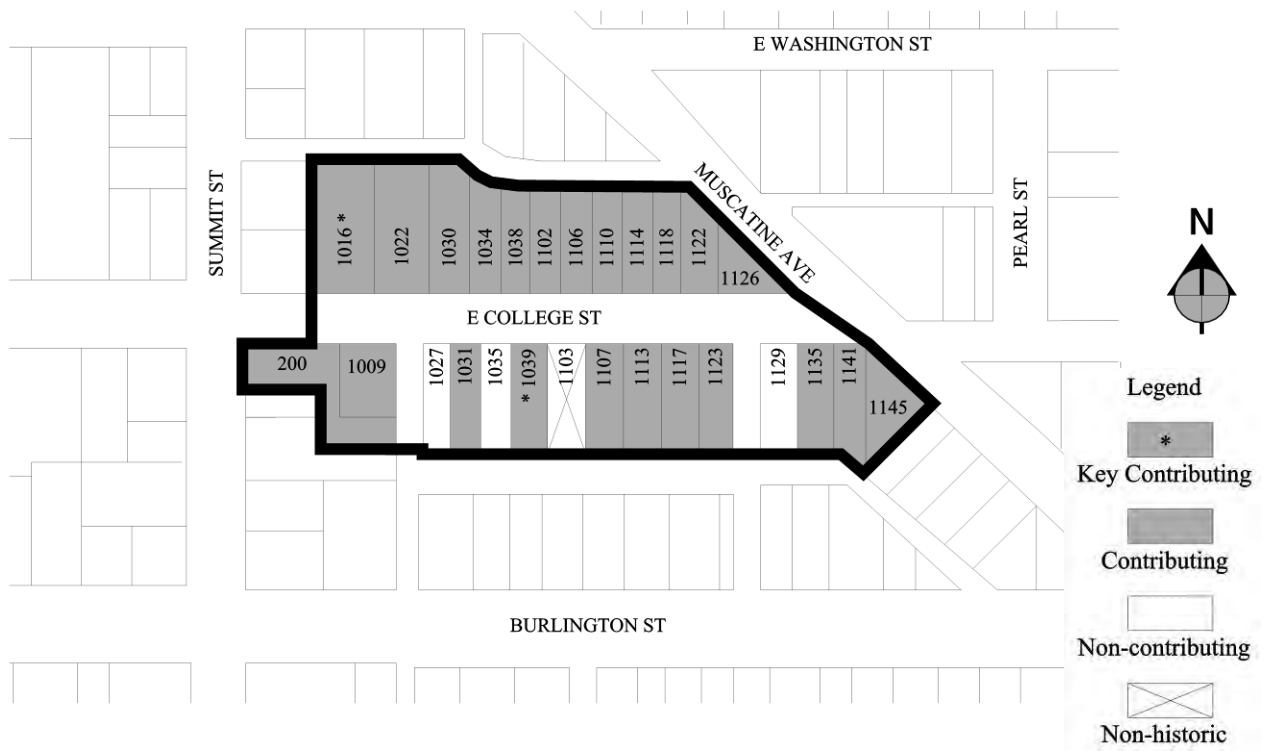 E WASHINGTON ST
SUMMIT ST
MUSCATINE AVE
PEARL ST
N
1016 *
1022
1030
1034
1038
1102
1106
1110
1114
1118
1122
1126
E COLLEGE ST
200
1009
1027
1031
1035
* 1039
1103
1107
1113
1117
1123
1129
1135
1141
1145
BURLINGTON ST
Legend
*
Key Contributing
Contributing
Non-contributing
Non-historic